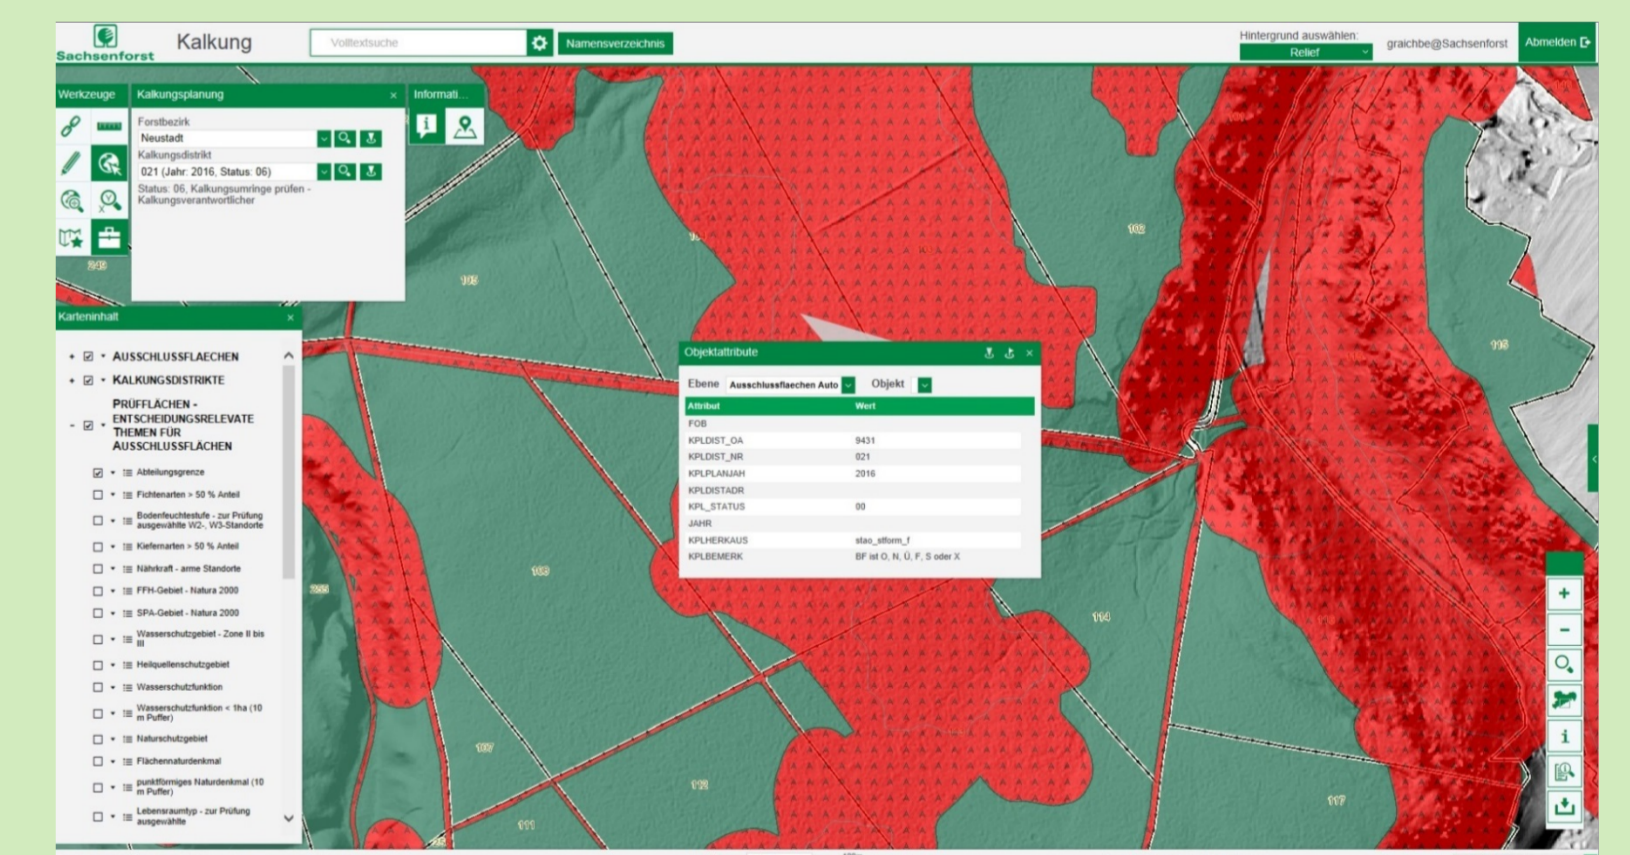 Sachsenforst
Kalkung
Volltextsuche
Namensverzeichnis
Hintergrund auswählen:
Relief
graichbe@Sachsenforst
Abmelden
Werkzeuge
Kalkungsplanung ×
Forstbezirk
Neustadt
Kalkungsdistrikt
021 (Jahr: 2016, Status: 06)
Status: 06, Kalkungsumringe prüfen -
Kalkungsverantwortlicher
Informati...
249
105
102
Karteninhalt ×
+ AUSSCHLUSSFLAECHEN
+ KALKUNGSDISTRIKTE
PRÜFFLÄCHEN -
- ENTSCHEIDUNGSRELEVATE
THEMEN FÜR
AUSSCHLUSSFLÄCHEN
Abteilungsgrenze
Fichtenarten > 50 % Anteil
Bodenfeuchtestufe - zur Prüfung
ausgewählte W2-, W3-Standorte
Kiefernarten > 50 % Anteil
Nährkraft - arme Standorte
FFH-Gebiet - Natura 2000
SPA-Gebiet - Natura 2000
Wasserschutzgebiet - Zone II bis
III
Heilquellenschutzgebiet
Wasserschutzfunktion
Wasserschutzfunktion < 1ha (10
m Puffer)
Naturschutzgebiet
Flächennaturdenkmal
punktförmiges Naturdenkmal (10
m Puffer)
Lebensraumtyp - zur Prüfung
ausgewählte
Objektattribute ×
Ebene Ausschlussflaechen Auto Objekt
Attribut Wert
FOB
KPLDIST_OA 9431
KPLDIST_NR 021
KPLPLANJAH 2016
KPLDISTADR
KPL_STATUS 00
JAHR
KPLHERKAUS stao_stform_f
KPLBEMERK BF ist O, N, Ü, F, S oder X
114
107
112
111
117
+
−
i